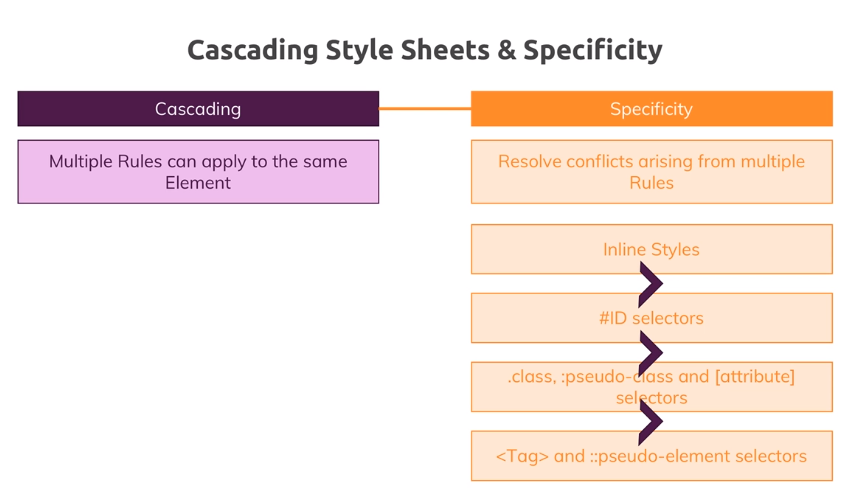 Cascading Style Sheets & Specificity
Cascading
Multiple Rules can apply to the same
Element
Specificity
Resolve conflicts arising from multiple
Rules
Inline Styles
#ID selectors
.class, :pseudo-class and [attribute]
selectors
<Tag> and ::pseudo-element selectors